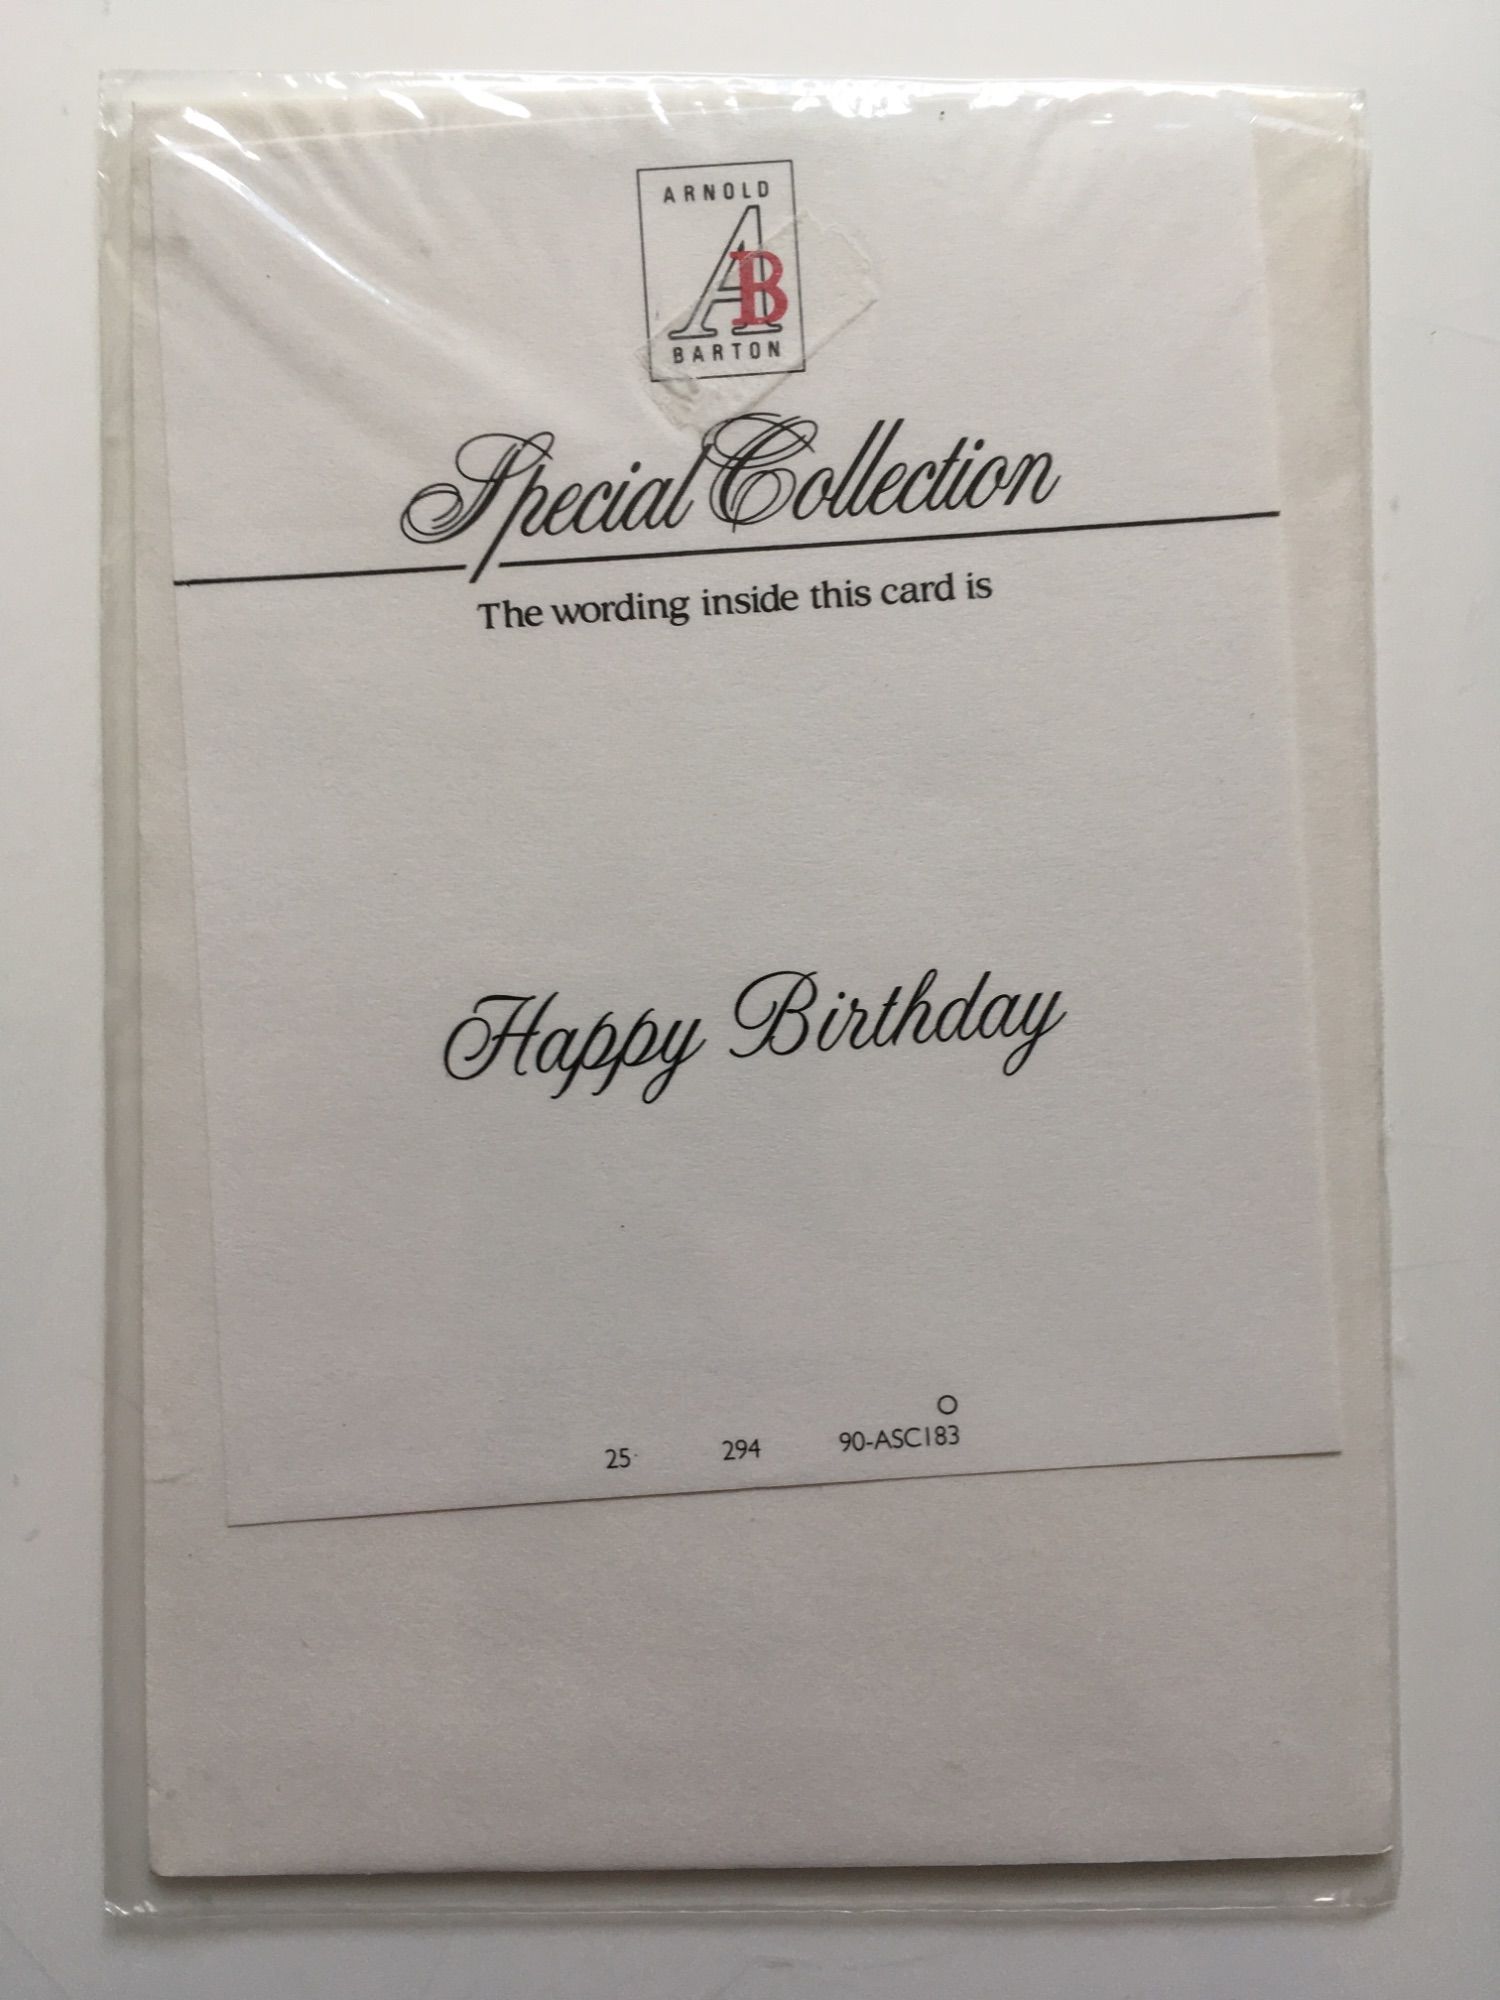 ARNOLD
AB
BARTON
Special Collection
The wording inside this card is
Happy Birthday
O
25 294 90-ASC183